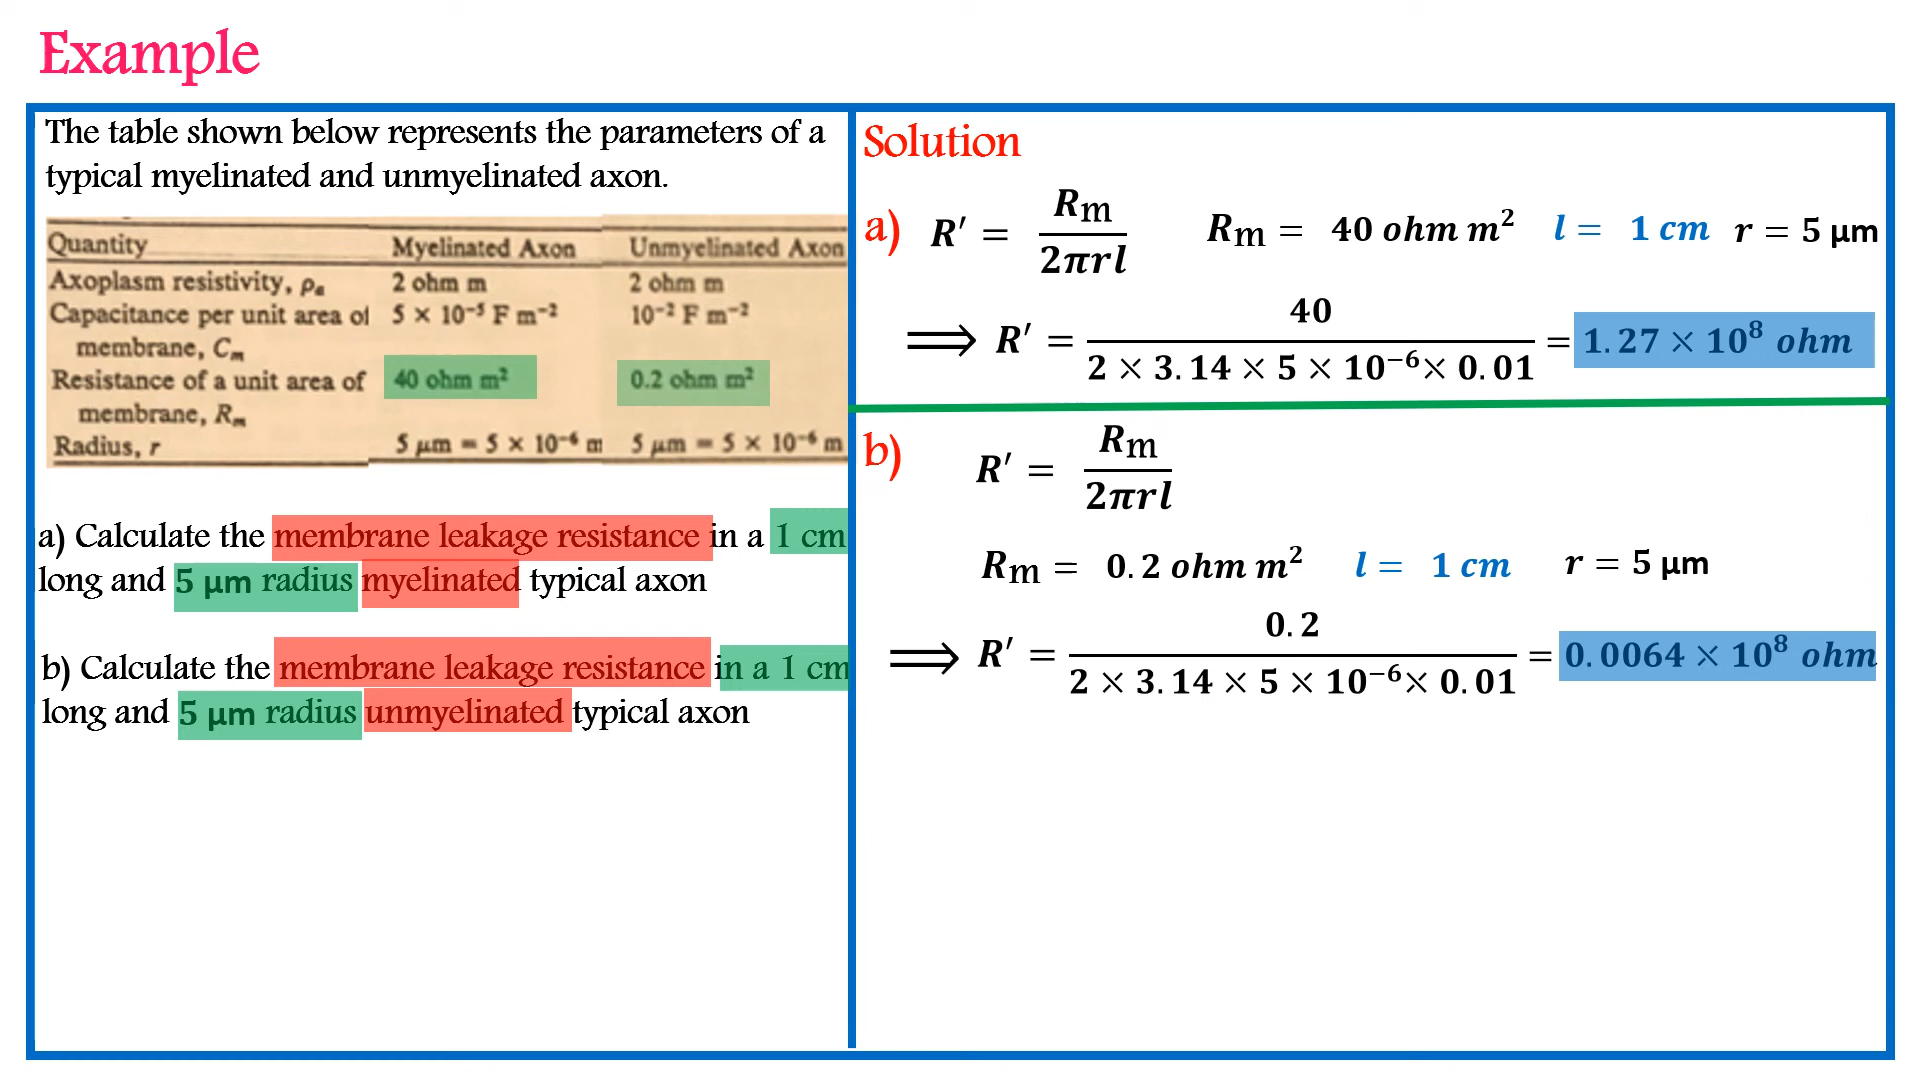 Example
The table shown below represents the parameters of a
typical myelinated and unmyelinated axon.
Quantity Myelinated Axon Unmyelinated Axon
Axoplasm resistivity, ρa 2 ohm m 2 ohm m
Capacitance per unit area of 5 × 10⁻⁵ F m⁻² 10⁻² F m⁻²
membrane, Cm
Resistance of a unit area of 40 ohm m² 0.2 ohm m²
membrane, Rm
Radius, r 5 μm = 5 × 10⁻⁶ m 5 μm = 5 × 10⁻⁶ m
a) Calculate the membrane leakage resistance in a 1 cm
long and 5 μm radius myelinated typical axon
b) Calculate the membrane leakage resistance in a 1 cm
long and 5 μm radius unmyelinated typical axon
Solution
a) R′ = Rm / 2πrl Rm = 40 ohm m² l = 1 cm r = 5 μm
⟹ R′ = 40 / 2 × 3.14 × 5 × 10⁻⁶ × 0.01 = 1.27 × 10⁸ ohm
b) R′ = Rm / 2πrl
Rm = 0.2 ohm m² l = 1 cm r = 5 μm
⟹ R′ = 0.2 / 2 × 3.14 × 5 × 10⁻⁶ × 0.01 = 0.0064 × 10⁸ ohm